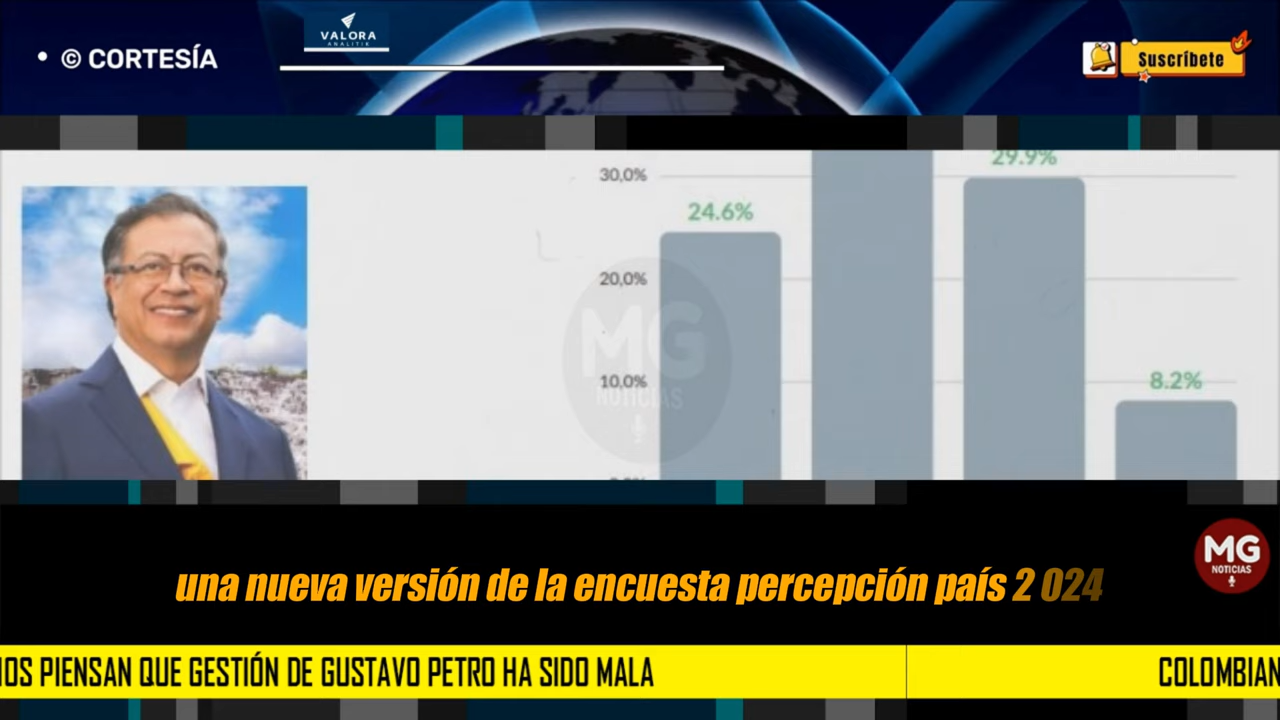 • © CORTESÍA
VALORA
ANALITIK
Suscríbete
30,0%
29.9%
24.6%
20,0%
10,0%
8.2%
MG
NOTICIAS
una nueva versión de la encuesta percepción país 2 024
MG
NOTICIAS
NOS PIENSAN QUE GESTIÓN DE GUSTAVO PETRO HA SIDO MALA
COLOMBIAN